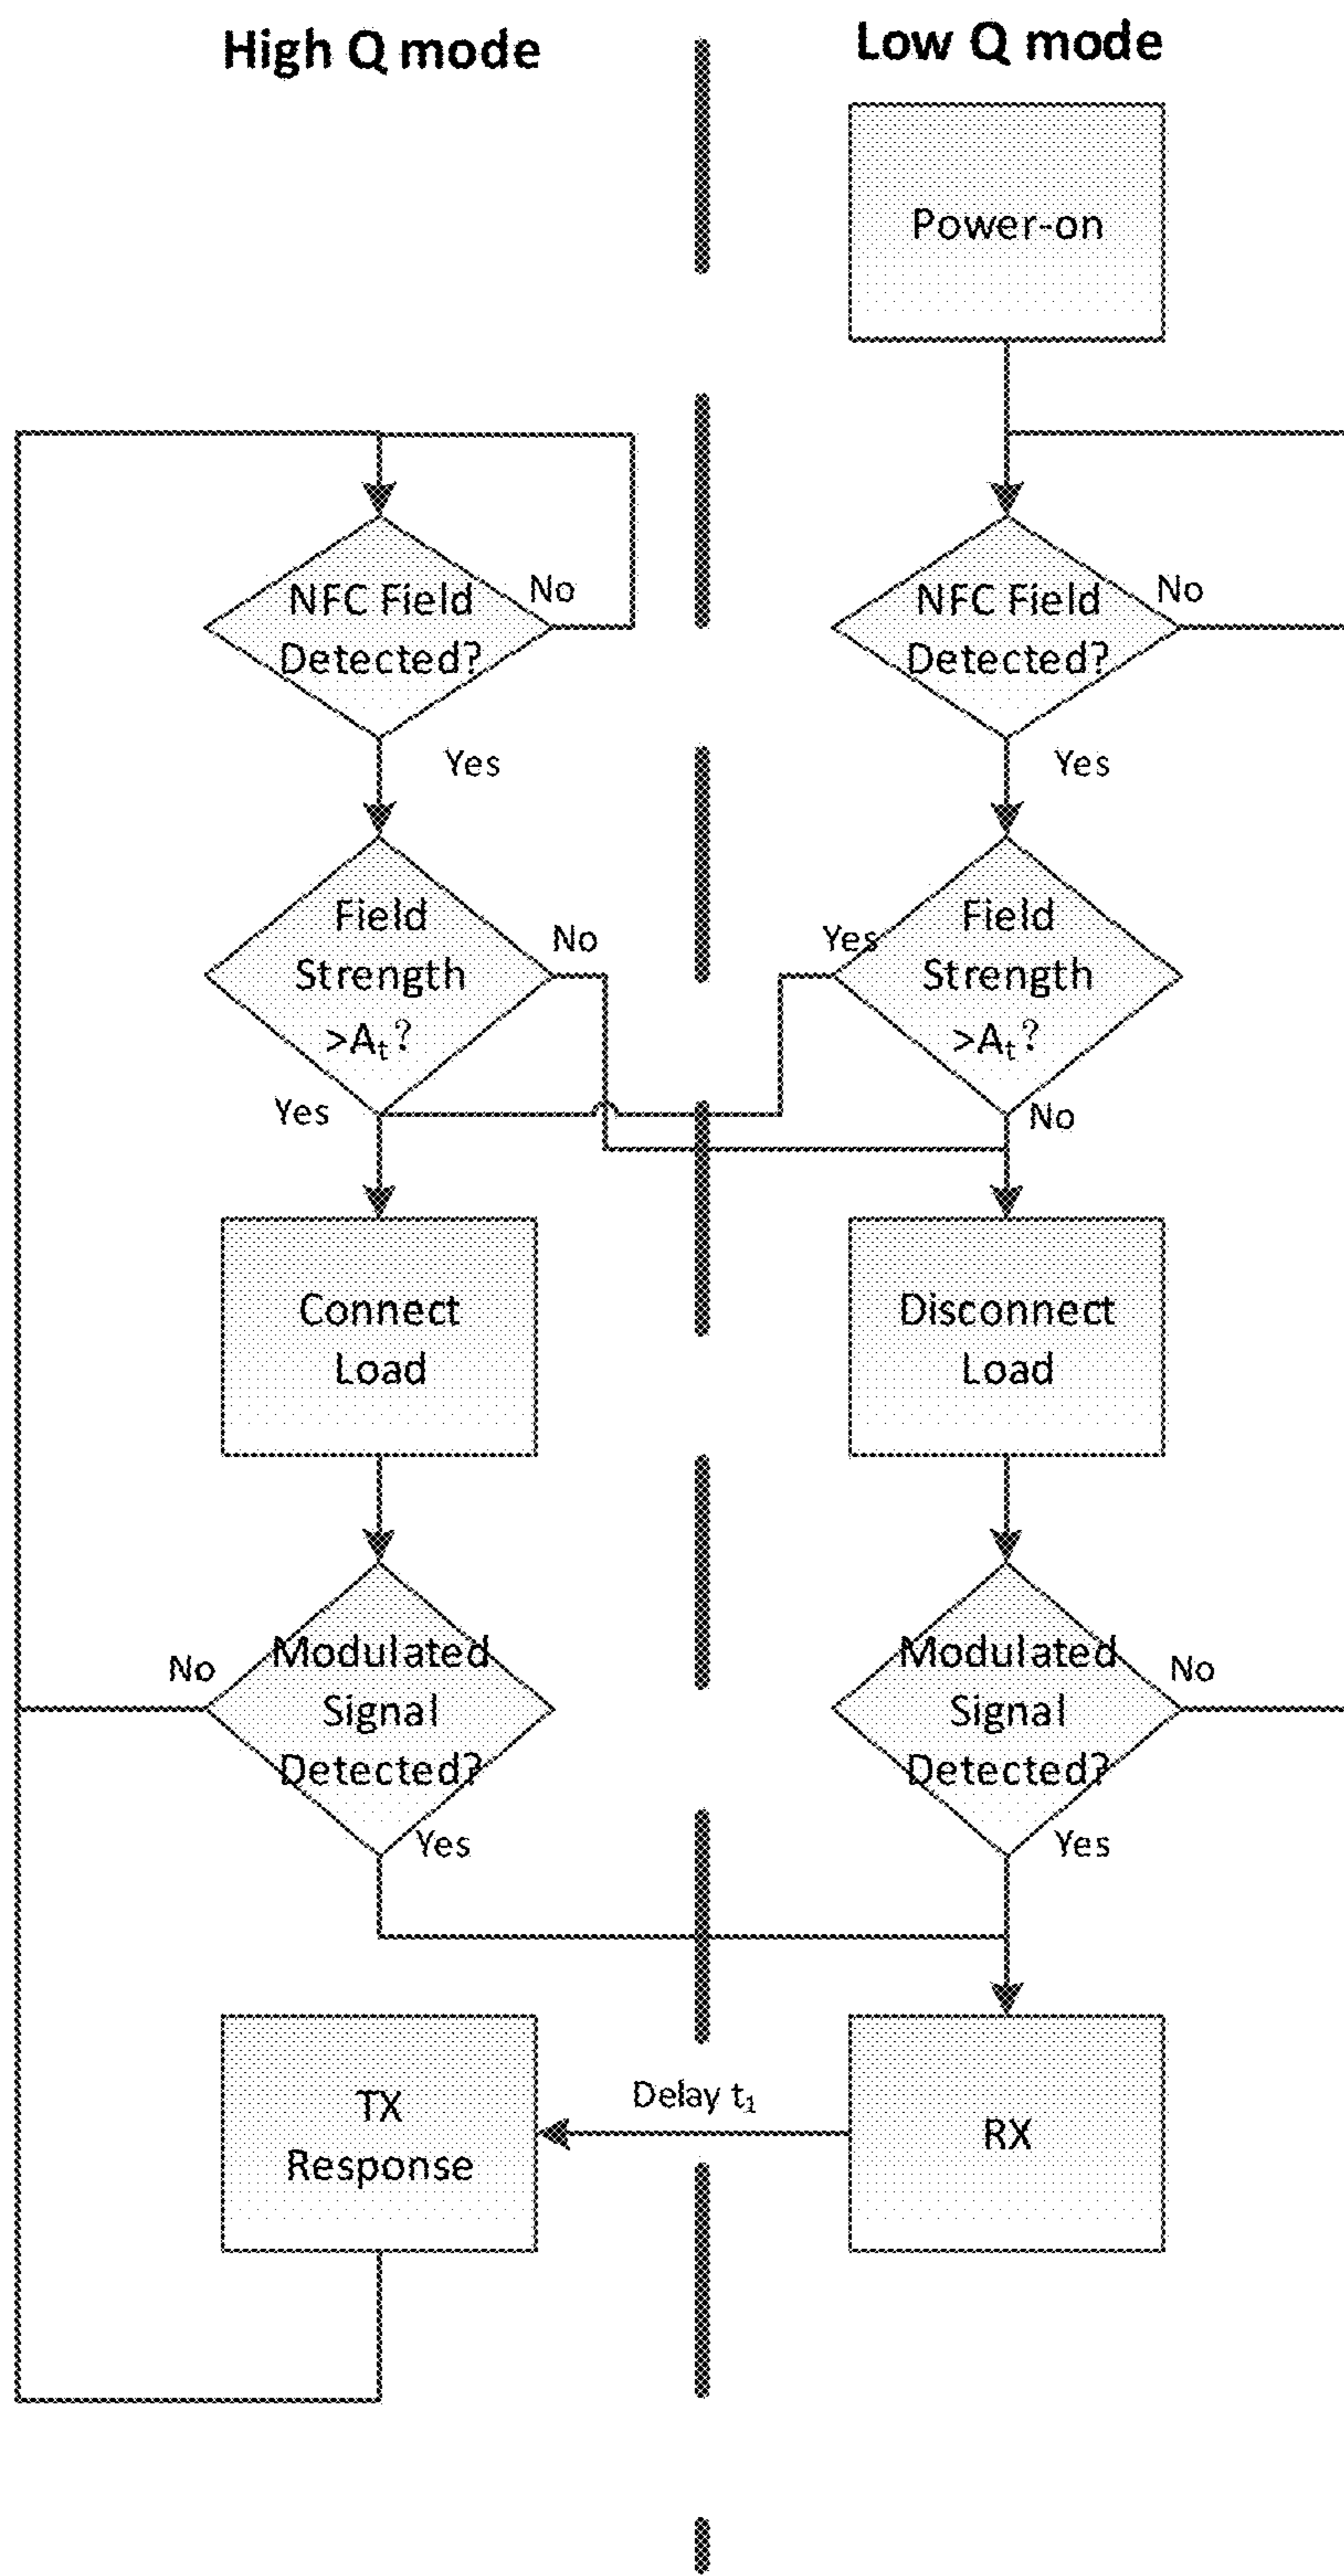 High Q mode
Low Q mode
Power-on
NFC Field
Detected?
No
Yes
NFC Field
Detected?
No
Yes
Field
Strength
>At?
No
Yes
Field
Strength
>At?
Yes
No
Connect
Load
Disconnect
Load
Modulated
Signal
Detected?
No
Yes
Modulated
Signal
Detected?
No
Yes
TX
Response
Delay t1
RX